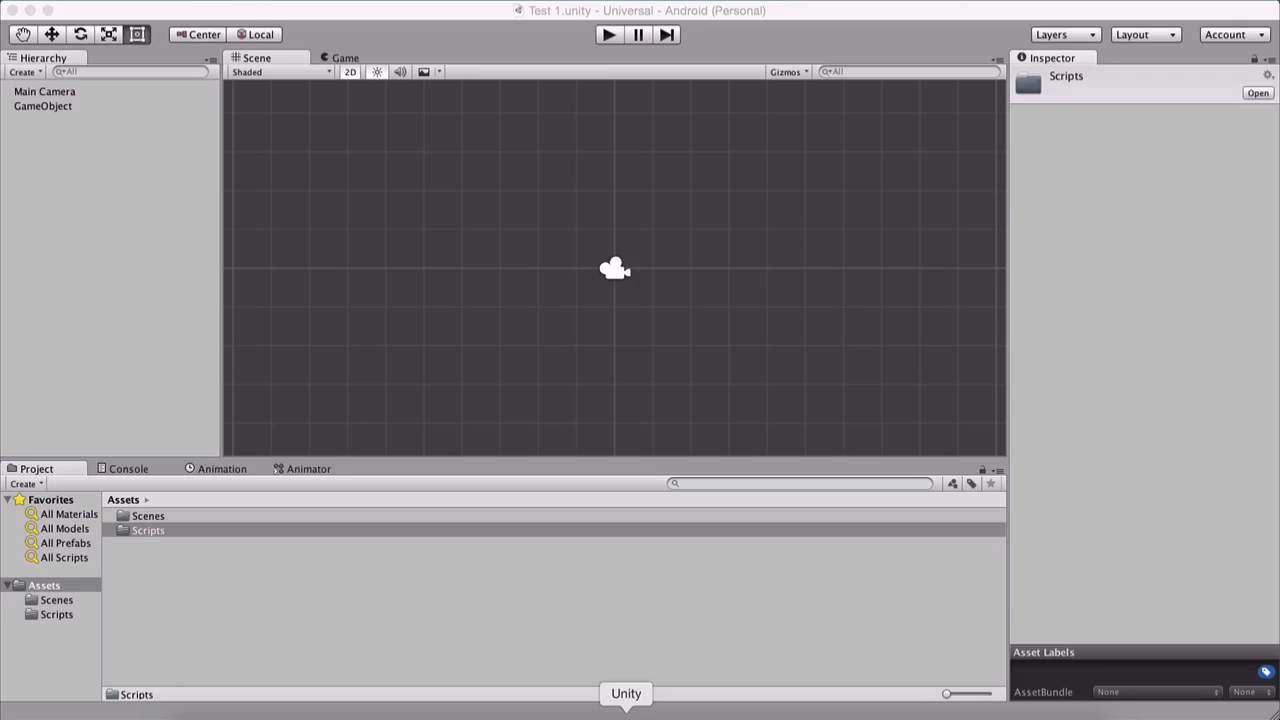 Test 1.unity - Universal - Android (Personal)
Center Local Layers Layout Account
Hierarchy Scene Game Inspector
Create All Shaded 2D Gizmos All Scripts
Open
Main Camera
GameObject
Project Console Animation Animator
Create
Favorites Assets
All Materials Scenes
All Models Scripts
All Prefabs
All Scripts
Assets
Scenes
Scripts
Asset Labels
AssetBundle None None
Scripts
Unity